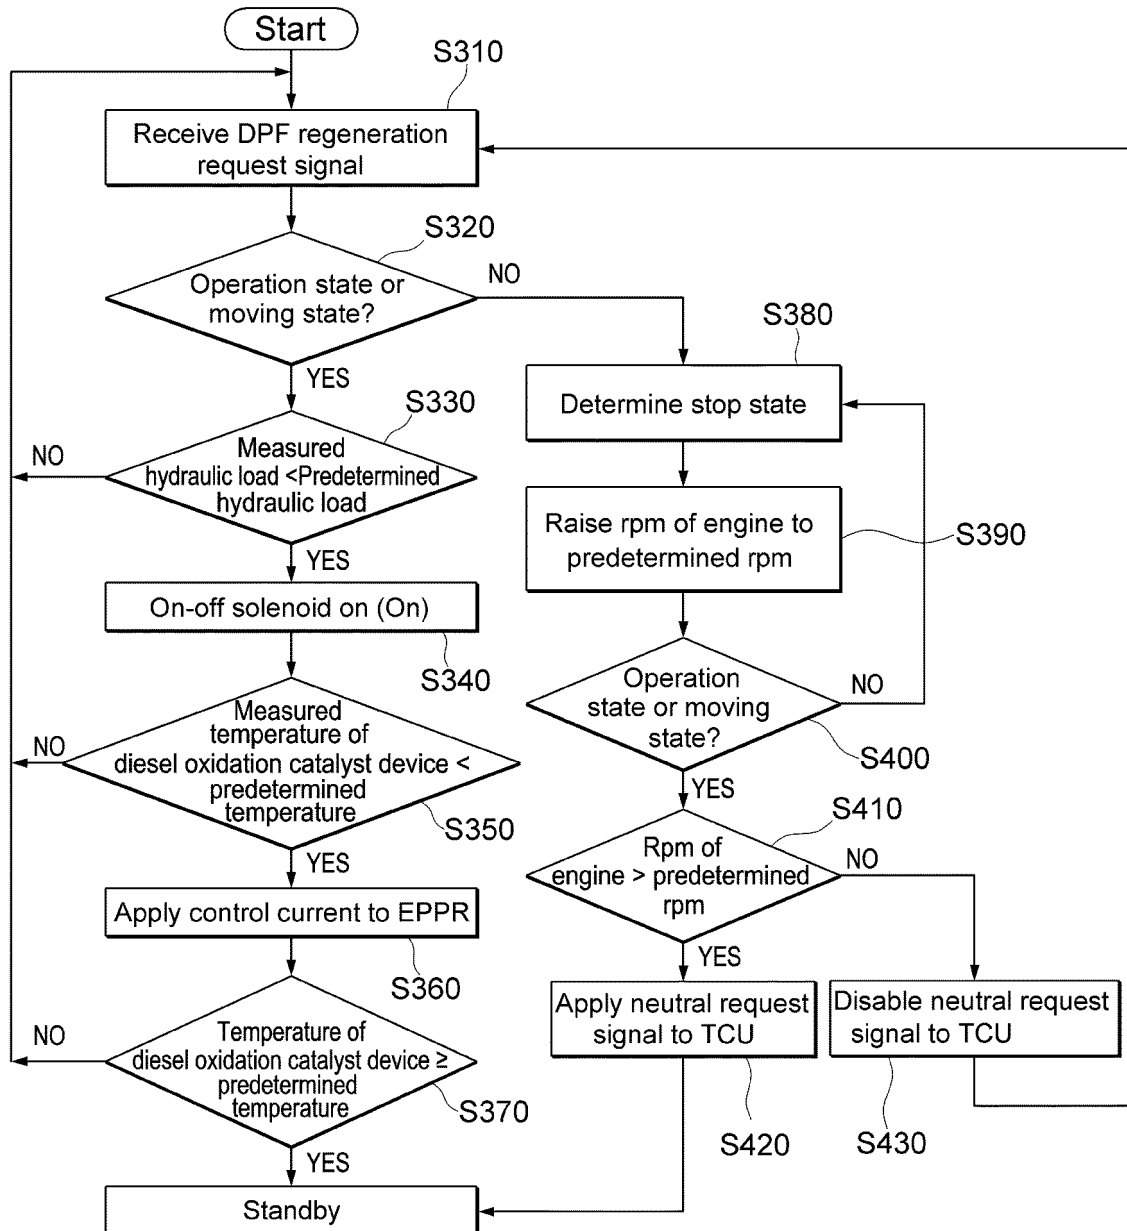 Start
S310
Receive DPF regeneration
request signal
S320
Operation state or
moving state?
NO
YES
S330
Measured
hydraulic load <Predetermined
hydraulic load
NO
YES
On-off solenoid on (On)
S340
Measured
temperature of
diesel oxidation catalyst device <
predetermined
temperature
NO
S350
YES
Apply control current to EPPR
S360
Temperature of
diesel oxidation catalyst device ≥
predetermined
temperature
NO
S370
YES
Standby
S380
Determine stop state
Raise rpm of engine to
predetermined rpm
S390
Operation
state or moving
state?
NO
S400
YES
S410
Rpm of
engine > predetermined
rpm
NO
YES
Apply neutral request
signal to TCU
S420
Disable neutral request
signal to TCU
S430